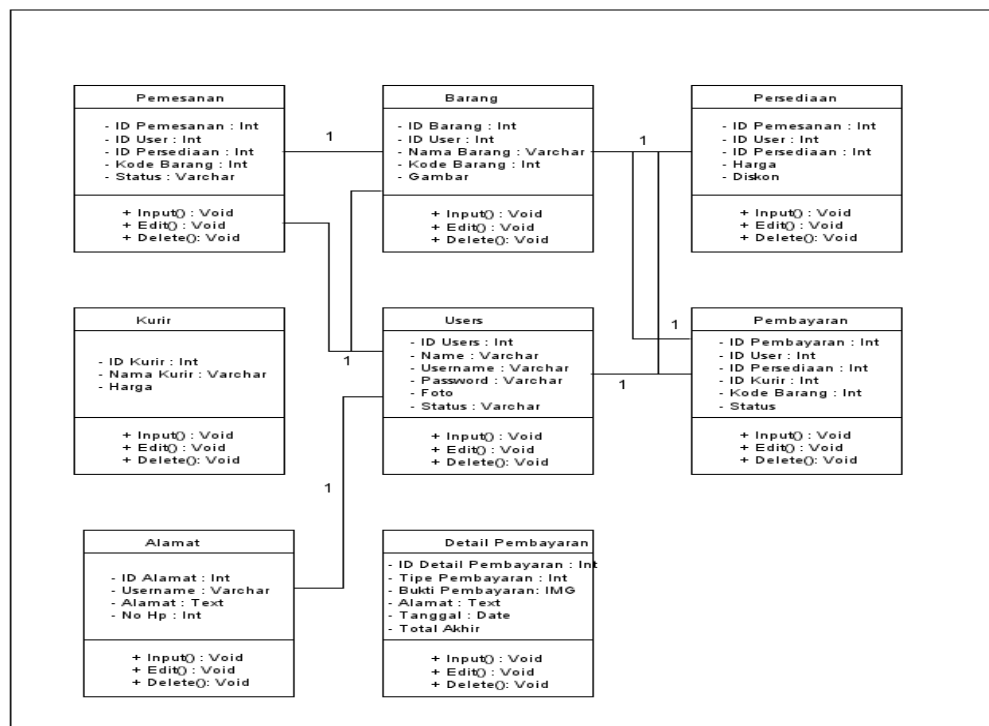 Pemesanan
- ID Pemesanan : Int
- ID User : Int
- ID Persediaan : Int
- Kode Barang : Int
- Status : Varchar
+ Input() : Void
+ Edit() : Void
+ Delete(): Void
1
Barang
- ID Barang : Int
- ID User : Int
- Nama Barang : Varchar
- Kode Barang : Int
- Gambar
+ Input() : Void
+ Edit() : Void
+ Delete(): Void
1
Persediaan
- ID Pemesanan : Int
- ID User : Int
- ID Persediaan : Int
- Harga
- Diskon
+ Input() : Void
+ Edit() : Void
+ Delete(): Void
Kurir
- ID Kurir : Int
- Nama Kurir : Varchar
- Harga
+ Input() : Void
+ Edit() : Void
+ Delete(): Void
1
Users
- ID Users : Int
- Name : Varchar
- Username : Varchar
- Password : Varchar
- Foto
- Status : Varchar
+ Input() : Void
+ Edit() : Void
+ Delete(): Void
1
1
Pembayaran
- ID Pembayaran : Int
- ID User : Int
- ID Persediaan : Int
- ID Kurir : Int
- Kode Barang : Int
- Status
+ Input() : Void
+ Edit() : Void
+ Delete(): Void
1
Alamat
- ID Alamat : Int
- Username : Varchar
- Alamat : Text
- No Hp : Int
+ Input() : Void
+ Edit() : Void
+ Delete(): Void
Detail Pembayaran
- ID Detail Pembayaran : Int
- Tipe Pembayaran : Int
- Bukti Pembayaran: IMG
- Alamat : Text
- Tanggal : Date
- Total Akhir
+ Input() : Void
+ Edit() : Void
+ Delete(): Void